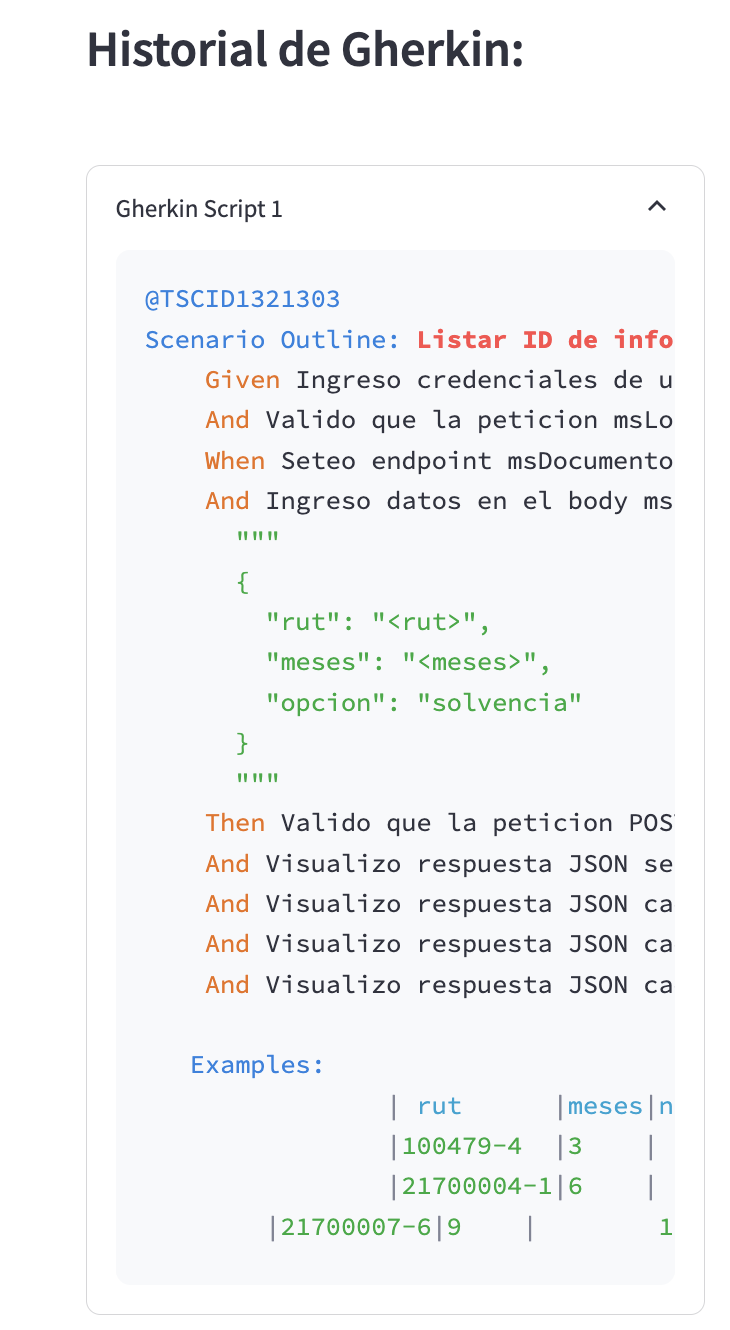 Historial de Gherkin:
Gherkin Script 1
@TSCID1321303
Scenario Outline: Listar ID de info
Given Ingreso credenciales de u
And Valido que la peticion msLo
When Seteo endpoint msDocumento
And Ingreso datos en el body ms
"""
{
"rut": "<rut>",
"meses": "<meses>",
"opcion": "solvencia"
}
"""
Then Valido que la peticion POS
And Visualizo respuesta JSON se
And Visualizo respuesta JSON ca
And Visualizo respuesta JSON ca
And Visualizo respuesta JSON ca
Examples:
| rut |meses|n
|100479-4 |3 |
|21700004-1|6 |
|21700007-6|9 | 1